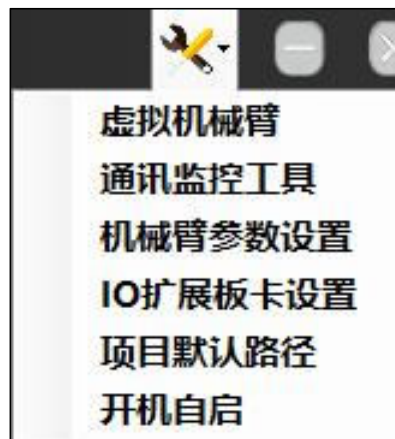 虚拟机械臂
通讯监控工具
机械臂参数设置
IO扩展板卡设置
项目默认路径
开机自启